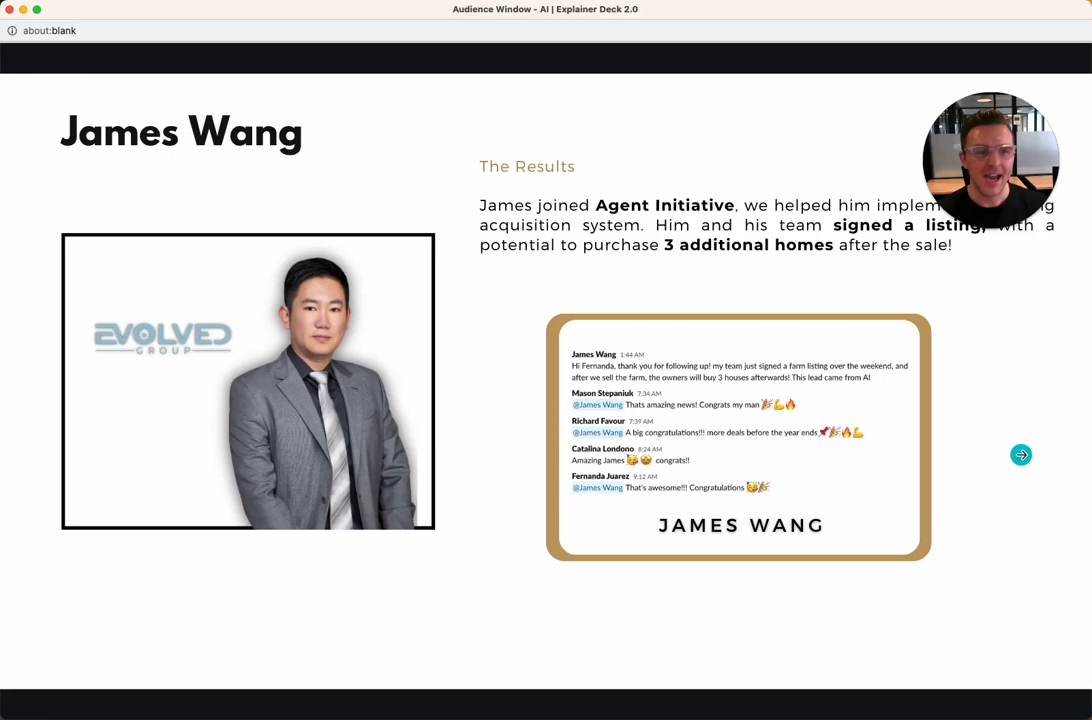 Audience Window - AI | Explainer Deck 2.0
about:blank
James Wang
The Results
James joined Agent Initiative, we helped him implem
acquisition system. Him and his team signed a listing, with a
potential to purchase 3 additional homes after the sale!
EVOLVED
GROUP
James Wang 1:44 AM
Hi Fernanda, thank you for following up! my team just signed a farm listing over the weekend, and
after we sell the farm, the owners will buy 3 houses afterwards! This lead came from AI
Mason Stepaniuk 7:34 AM
@James Wang Thats amazing news! Congrats my man 🎉💪🔥
Richard Favour 7:39 AM
@James Wang A big congratulations!!! more deals before the year ends 📌🎉🔥💪
Catalina Londono 8:24 AM
Amazing James 🥳 🤩 congrats!!
Fernanda Juarez 9:12 AM
@James Wang That's awesome!!! Congratulations 🥳🎉
JAMES WANG